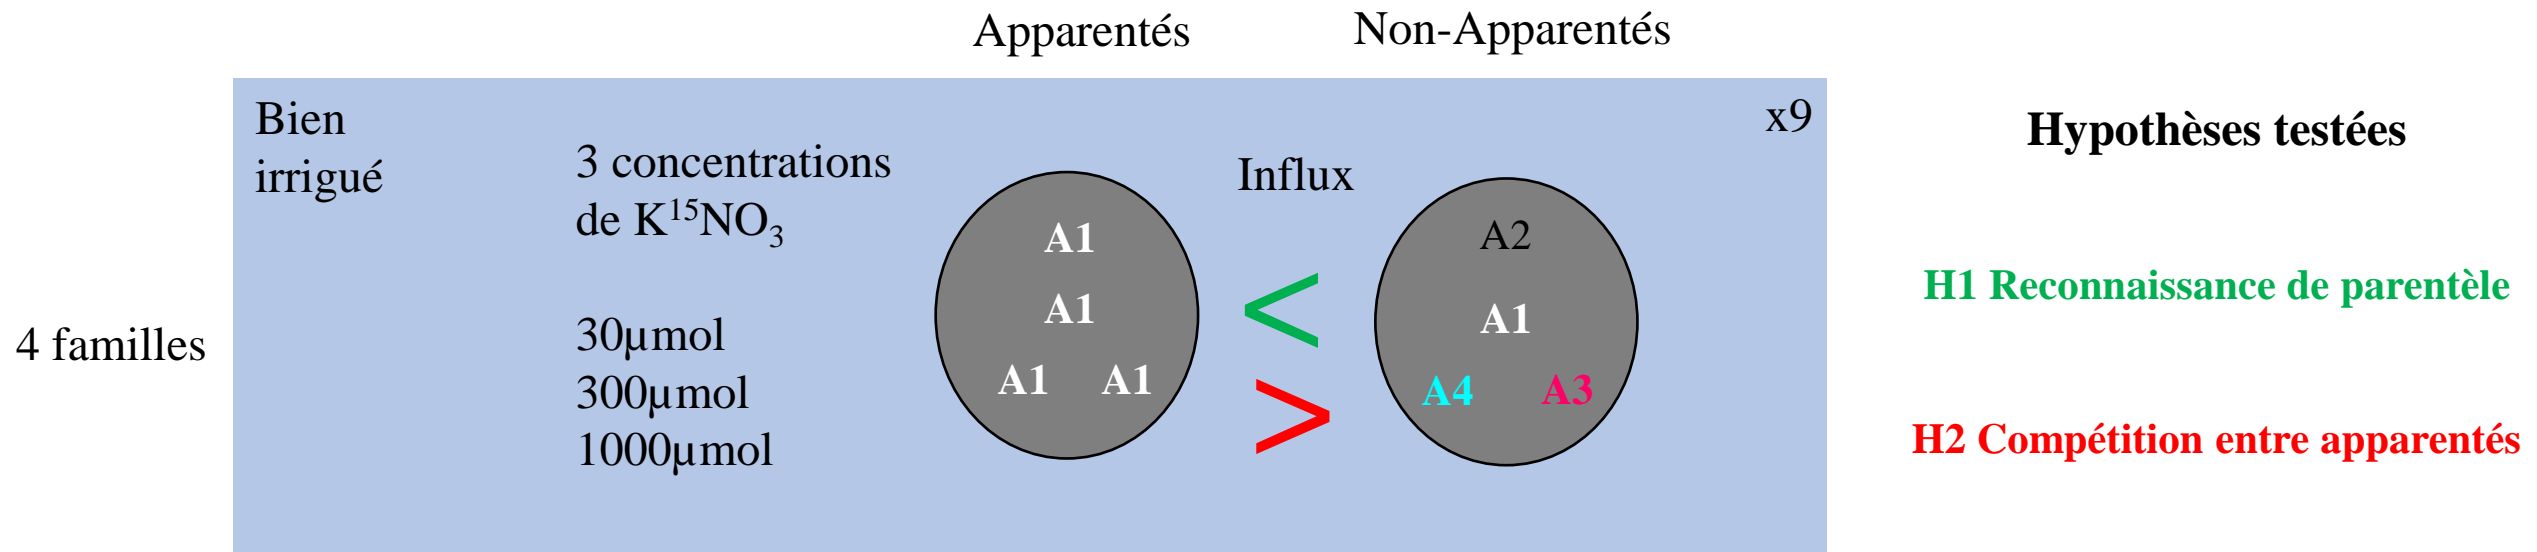 Apparentés
Non-Apparentés
Bien
irrigué
x9
3 concentrations
de K¹⁵NO₃
Influx
Hypothèses testées
A1
A2
A1
<
A1
H1 Reconnaissance de parentèle
4 familles
30µmol
300µmol
1000µmol
A1 A1
>
A4 A3
H2 Compétition entre apparentés